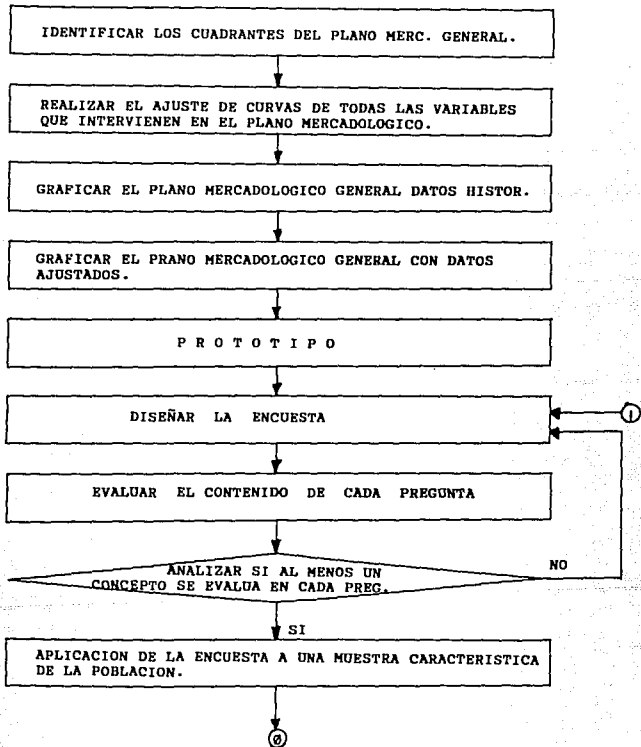 IDENTIFICAR LOS CUADRANTES DEL PLANO MERC. GENERAL.
REALIZAR EL AJUSTE DE CURVAS DE TODAS LAS VARIABLES
QUE INTERVIENEN EN EL PLANO MERCADOLOGICO.
GRAFICAR EL PLANO MERCADOLOGICO GENERAL DATOS HISTOR.
GRAFICAR EL PRANO MERCADOLOGICO GENERAL CON DATOS
AJUSTADOS.
P R O T O T I P O
DISEÑAR LA ENCUESTA
1
EVALUAR EL CONTENIDO DE CADA PREGUNTA
ANALIZAR SI AL MENOS UN
CONCEPTO SE EVALUA EN CADA PREG.
NO
SI
APLICACION DE LA ENCUESTA A UNA MUESTRA CARACTERISTICA
DE LA POBLACION.
0